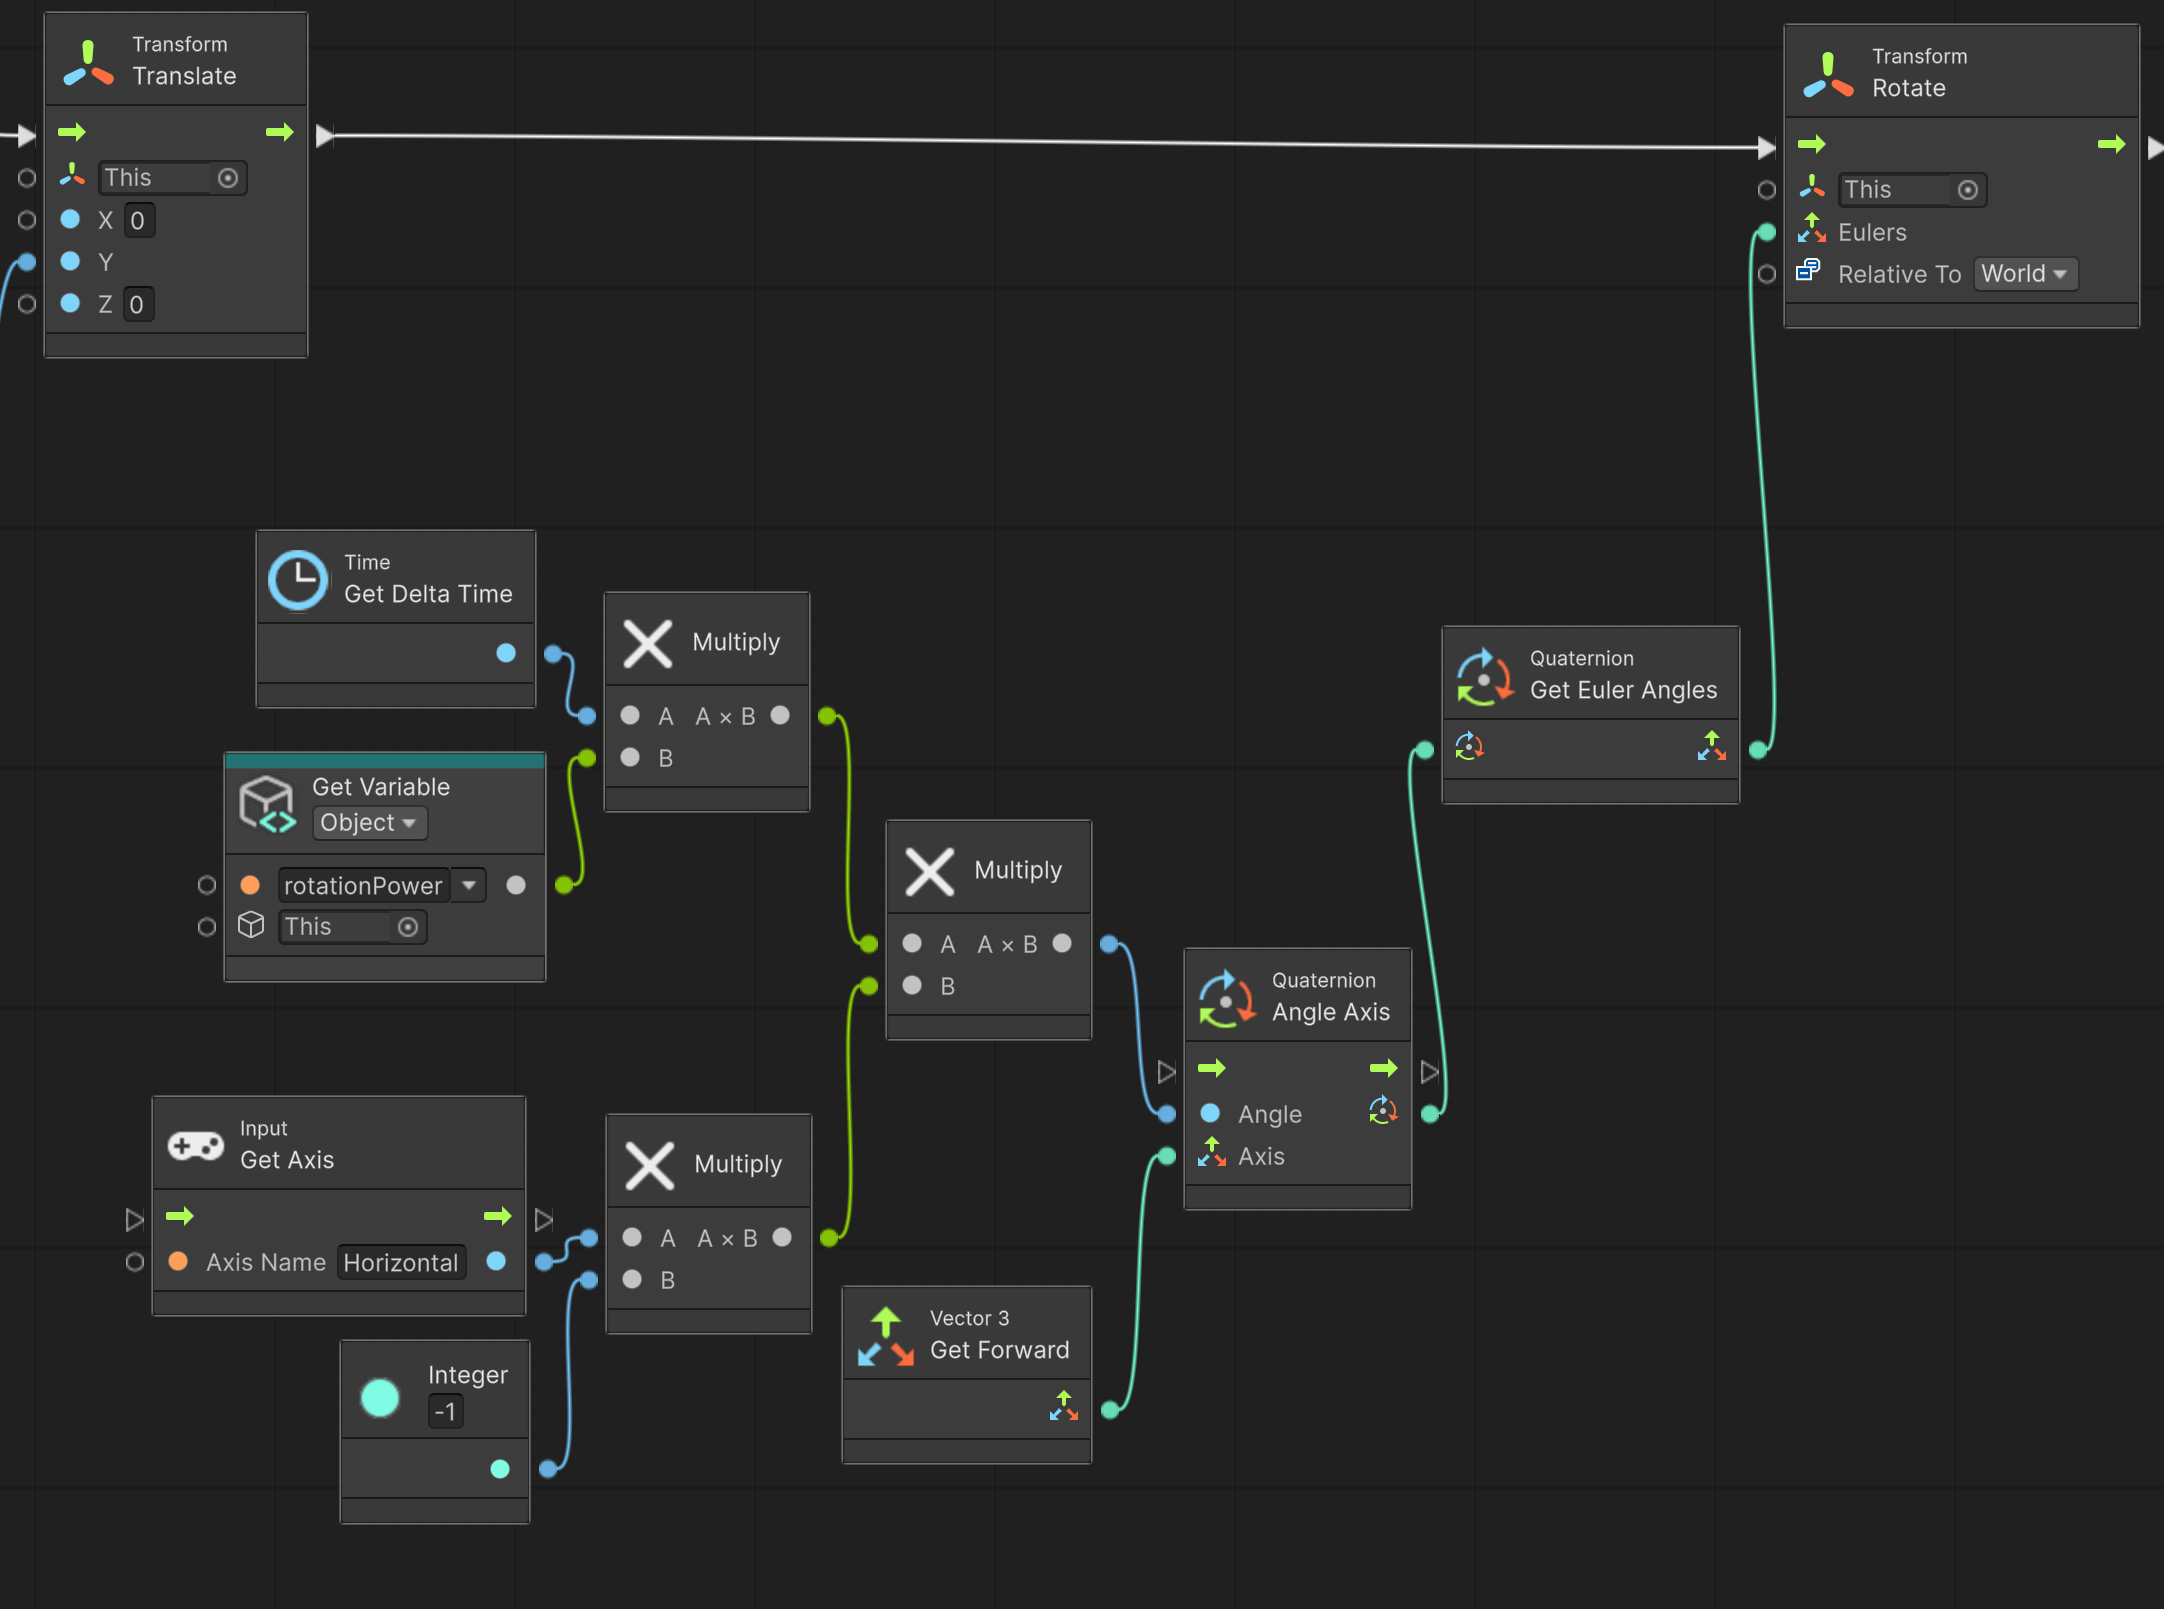 Transform
Translate
This
X 0
Y
Z 0
Transform
Rotate
This
Eulers
Relative To World
Time
Get Delta Time
Multiply
A A × B
B
Get Variable
Object
rotationPower
This
Quaternion
Get Euler Angles
Multiply
A A × B
B
Quaternion
Angle Axis
Angle
Axis
Input
Get Axis
Axis Name Horizontal
Multiply
A A × B
B
Vector 3
Get Forward
Integer
-1